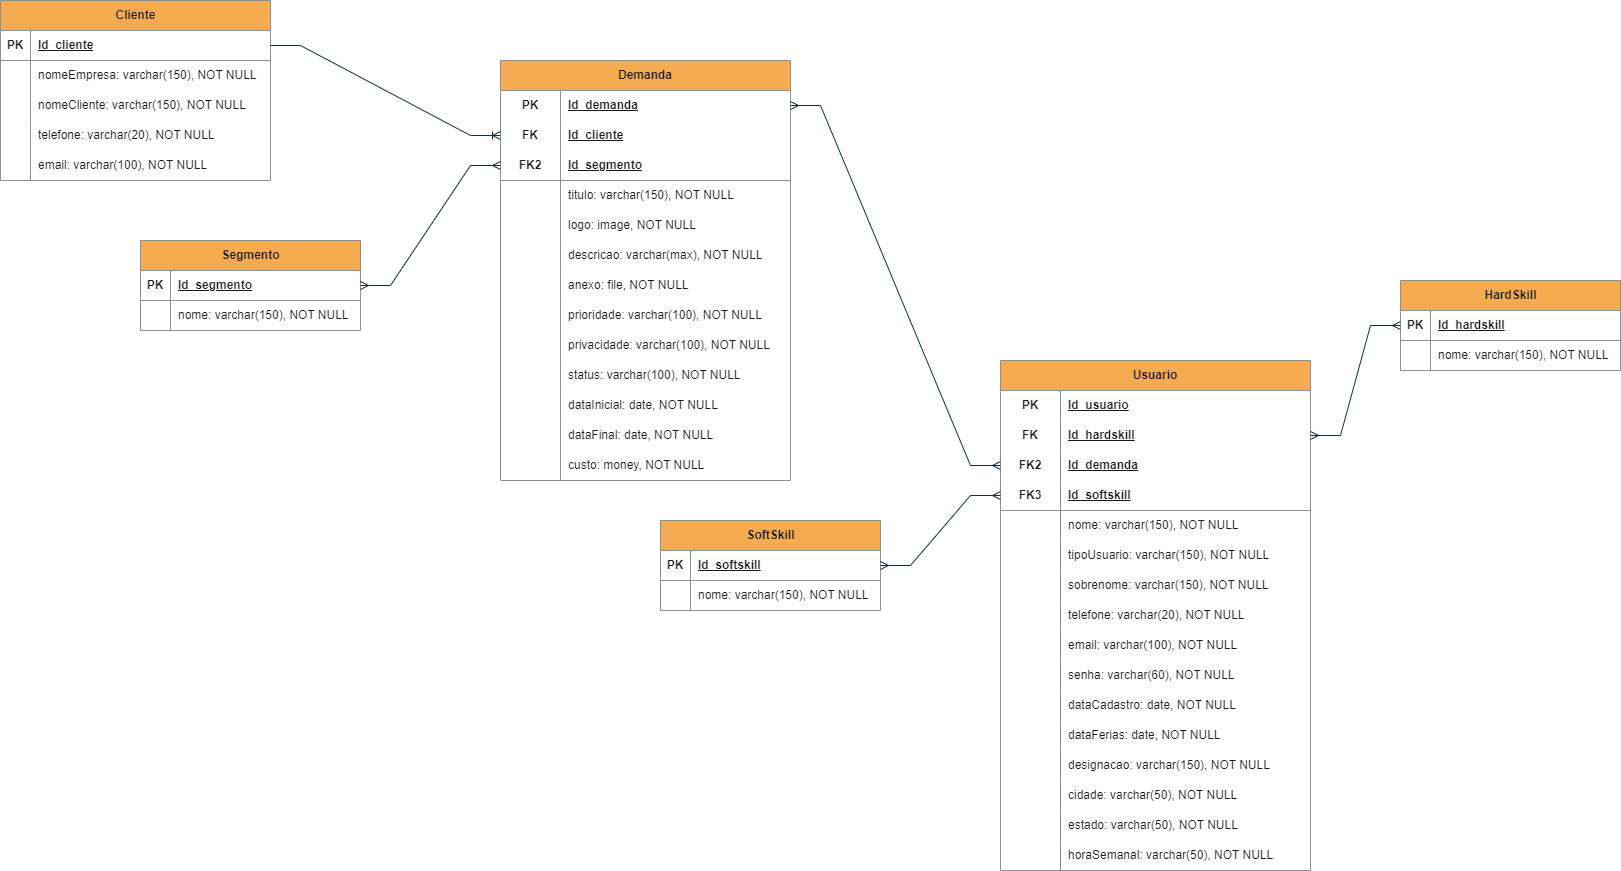 Cliente
PK Id_cliente
nomeEmpresa: varchar(150), NOT NULL
nomeCliente: varchar(150), NOT NULL
telefone: varchar(20), NOT NULL
email: varchar(100), NOT NULL
Demanda
PK Id_demanda
FK Id_cliente
FK2 Id_segmento
titulo: varchar(150), NOT NULL
logo: image, NOT NULL
descricao: varchar(max), NOT NULL
anexo: file, NOT NULL
prioridade: varchar(100), NOT NULL
privacidade: varchar(100), NOT NULL
status: varchar(100), NOT NULL
dataInicial: date, NOT NULL
dataFinal: date, NOT NULL
custo: money, NOT NULL
Segmento
PK Id_segmento
nome: varchar(150), NOT NULL
HardSkill
PK Id_hardskill
nome: varchar(150), NOT NULL
Usuario
PK Id_usuario
FK Id_hardskill
FK2 Id_demanda
FK3 Id_softskill
nome: varchar(150), NOT NULL
tipoUsuario: varchar(150), NOT NULL
sobrenome: varchar(150), NOT NULL
telefone: varchar(20), NOT NULL
email: varchar(100), NOT NULL
senha: varchar(60), NOT NULL
dataCadastro: date, NOT NULL
dataFerias: date, NOT NULL
designacao: varchar(150), NOT NULL
cidade: varchar(50), NOT NULL
estado: varchar(50), NOT NULL
horaSemanal: varchar(50), NOT NULL
SoftSkill
PK Id_softskill
nome: varchar(150), NOT NULL